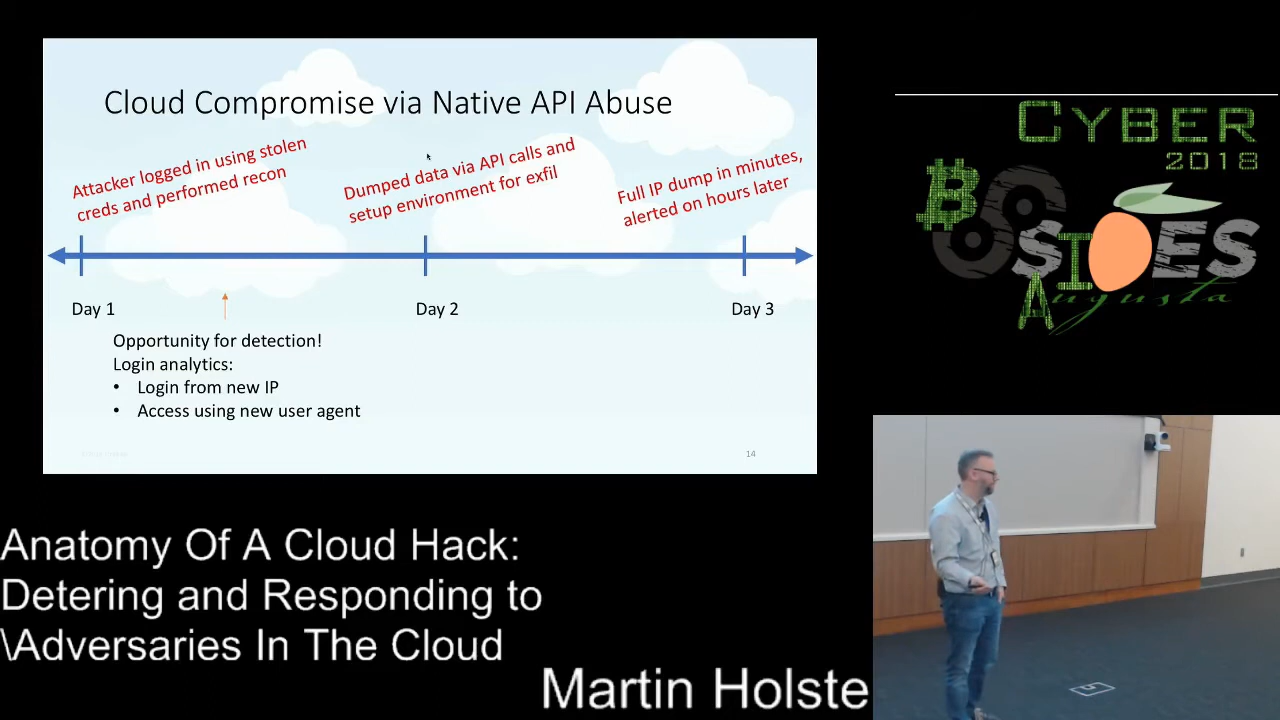 Cloud Compromise via Native API Abuse
Attacker logged in using stolen
creds and performed recon
Dumped data via API calls and
setup environment for exfil
Full IP dump in minutes,
alerted on hours later
Day 1
Day 2
Day 3
Opportunity for detection!
Login analytics:
• Login from new IP
• Access using new user agent
14
CYBER
2018
BSIDES
Augusta
Anatomy Of A Cloud Hack:
Detering and Responding to
\Adversaries In The Cloud
Martin Holste